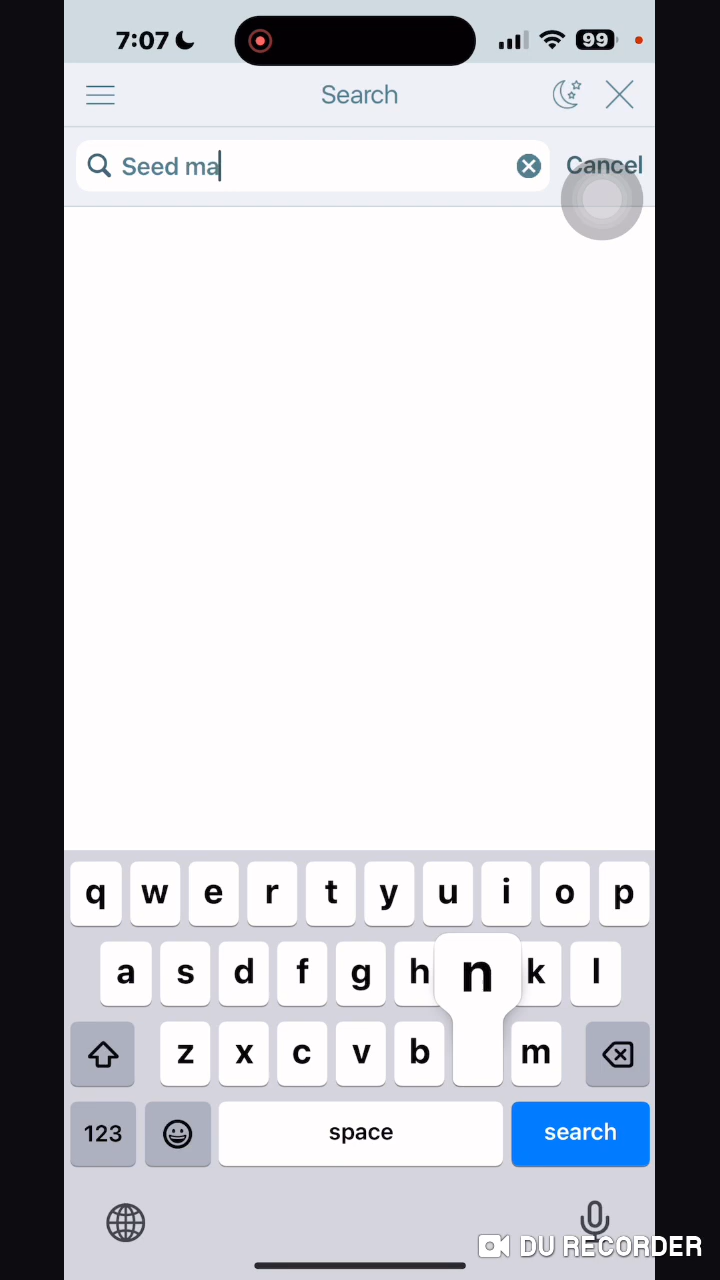 7:07
99
Search
Seed ma
Cancel
q w e r t y u i o p
a s d f g h n k l
z x c v b m
123 space search
DU RECORDER